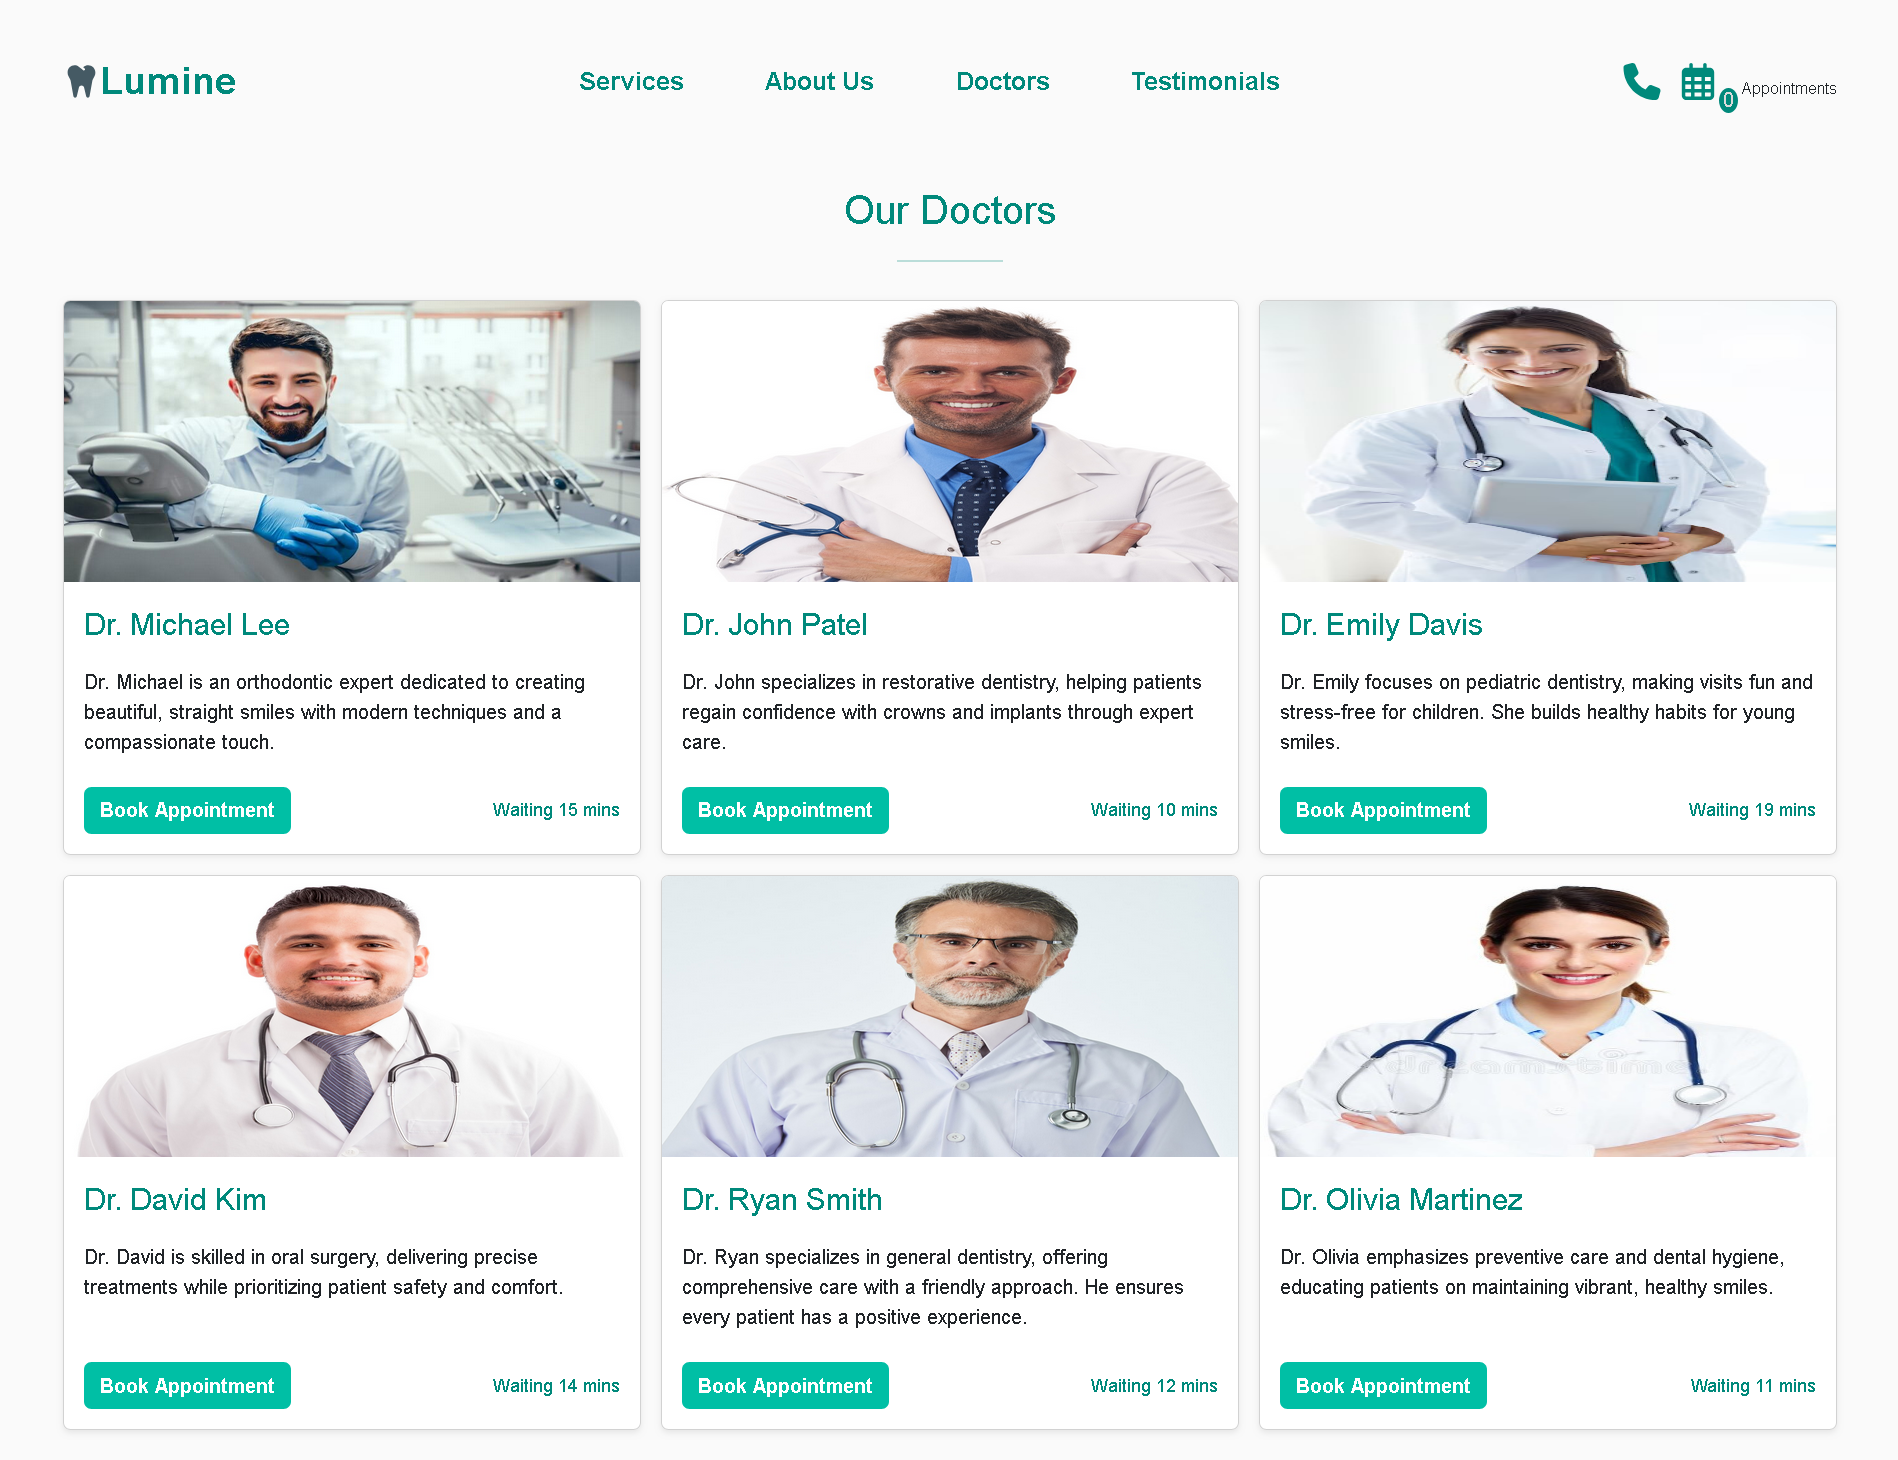 Lumine
Services
About Us
Doctors
Testimonials
0
Appointments
Our Doctors
Dr. Michael Lee
Dr. Michael is an orthodontic expert dedicated to creating
beautiful, straight smiles with modern techniques and a
compassionate touch.
Book Appointment
Waiting 15 mins
Dr. John Patel
Dr. John specializes in restorative dentistry, helping patients
regain confidence with crowns and implants through expert
care.
Book Appointment
Waiting 10 mins
Dr. Emily Davis
Dr. Emily focuses on pediatric dentistry, making visits fun and
stress-free for children. She builds healthy habits for young
smiles.
Book Appointment
Waiting 19 mins
Dr. David Kim
Dr. David is skilled in oral surgery, delivering precise
treatments while prioritizing patient safety and comfort.
Book Appointment
Waiting 14 mins
Dr. Ryan Smith
Dr. Ryan specializes in general dentistry, offering
comprehensive care with a friendly approach. He ensures
every patient has a positive experience.
Book Appointment
Waiting 12 mins
Dr. Olivia Martinez
Dr. Olivia emphasizes preventive care and dental hygiene,
educating patients on maintaining vibrant, healthy smiles.
Book Appointment
Waiting 11 mins